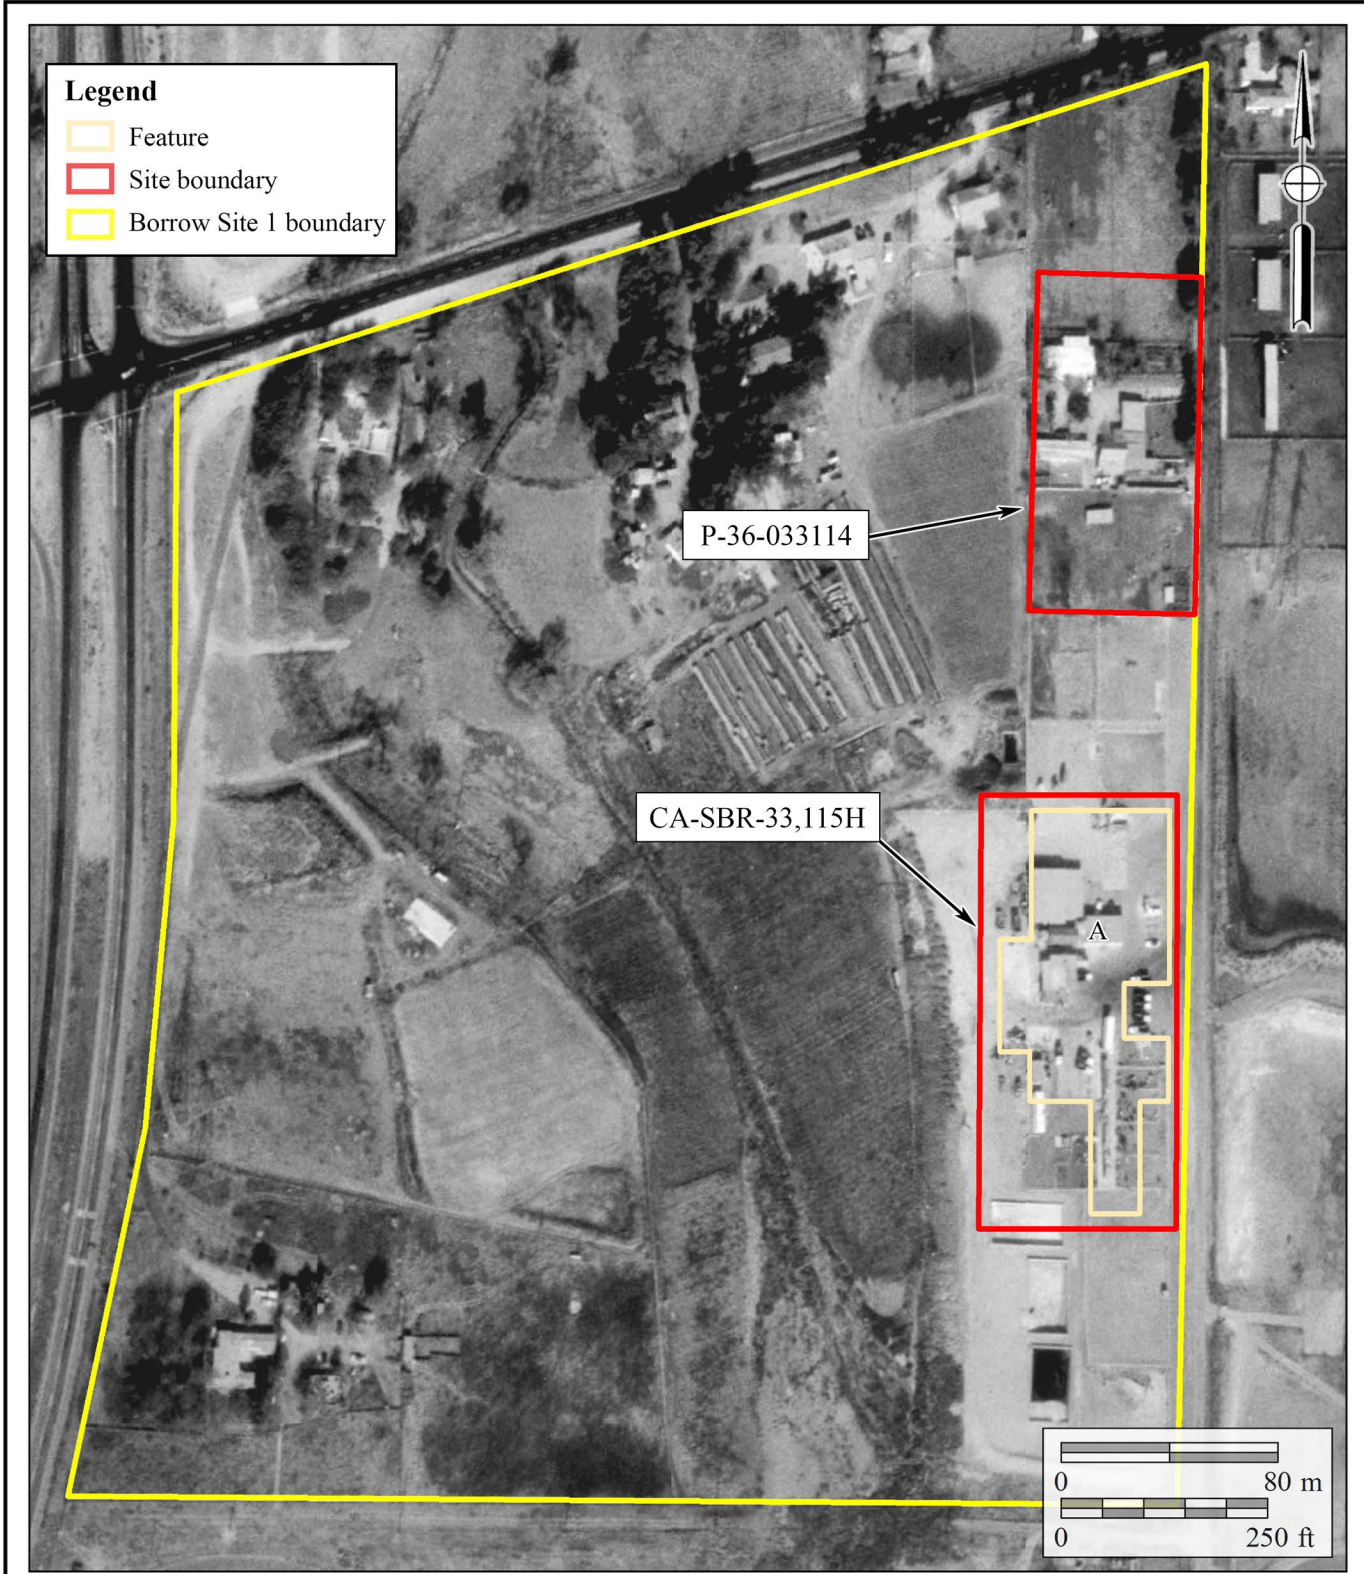 Legend
Feature
Site boundary
Borrow Site 1 boundary
P-36-033114
CA-SBR-33,115H
A
0 80 m
0 250 ft